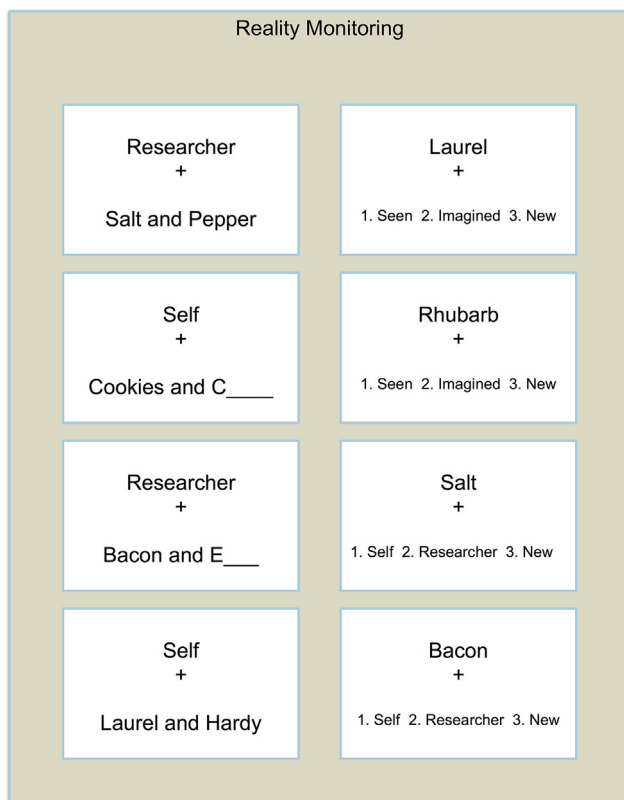 Reality Monitoring
Researcher
+
Salt and Pepper
Self
+
Cookies and C____
Researcher
+
Bacon and E___
Self
+
Laurel and Hardy
Laurel
+
1. Seen 2. Imagined 3. New
Rhubarb
+
1. Seen 2. Imagined 3. New
Salt
+
1. Self 2. Researcher 3. New
Bacon
+
1. Self 2. Researcher 3. New